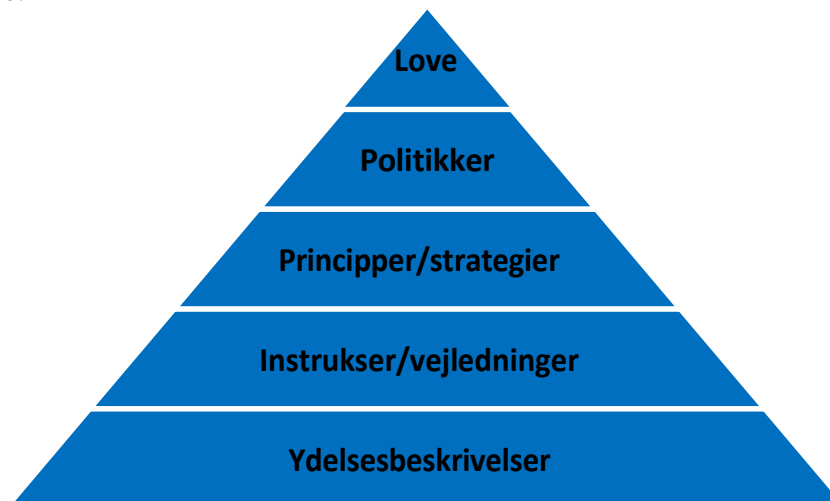 Love
Politikker
Principper/strategier
Instrukser/vejledninger
Ydelsesbeskrivelser